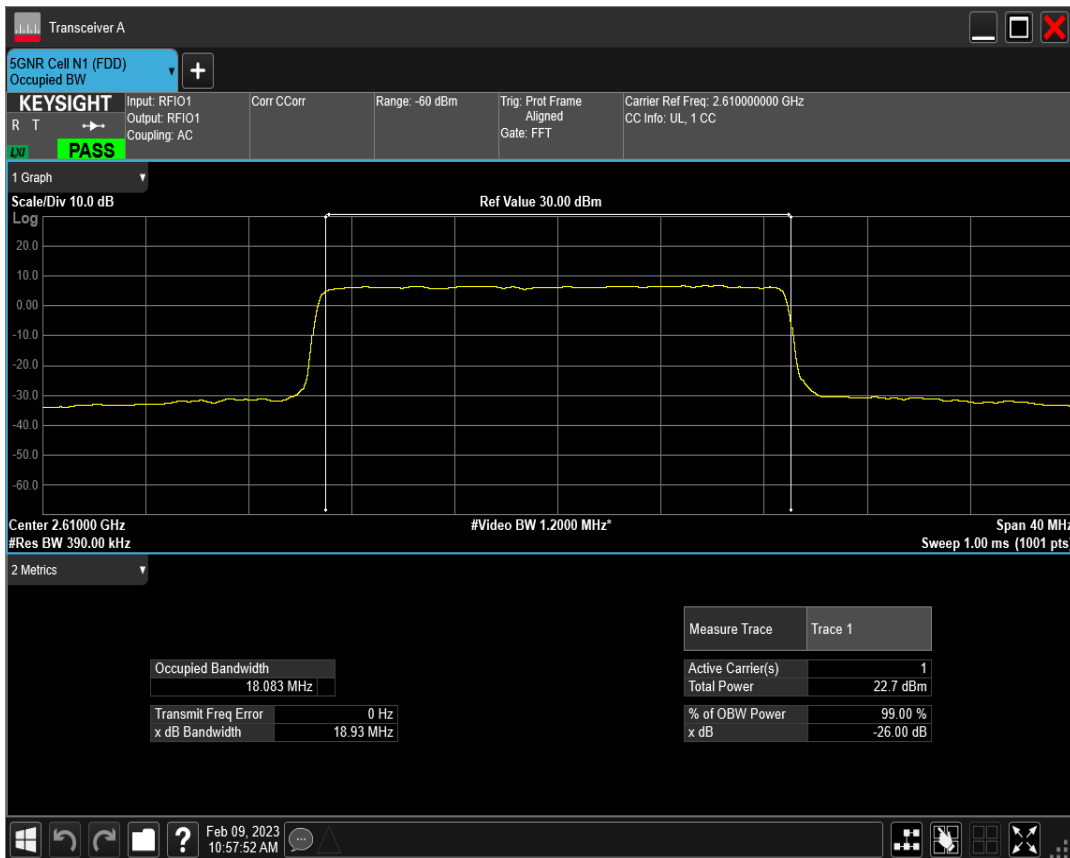 Transceiver A
5GNR Cell N1 (FDD)
Occupied BW
+
KEYSIGHT
R T
LXI
PASS
Input: RFIO1
Output: RFIO1
Coupling: AC
Corr CCorr
Range: -60 dBm
Trig: Prot Frame
Aligned
Gate: FFT
Carrier Ref Freq: 2.610000000 GHz
CC Info: UL, 1 CC
1 Graph
Scale/Div 10.0 dB
Ref Value 30.00 dBm
Log
20.0
10.0
0.00
-10.0
-20.0
-30.0
-40.0
-50.0
-60.0
Center 2.61000 GHz
#Video BW 1.2000 MHz*
Span 40 MHz
#Res BW 390.00 kHz
Sweep 1.00 ms (1001 pts)
2 Metrics
Measure Trace Trace 1
Occupied Bandwidth
18.083 MHz
Active Carrier(s) 1
Total Power 22.7 dBm
Transmit Freq Error 0 Hz
x dB Bandwidth 18.93 MHz
% of OBW Power 99.00 %
x dB -26.00 dB
?
Feb 09, 2023
10:57:52 AM